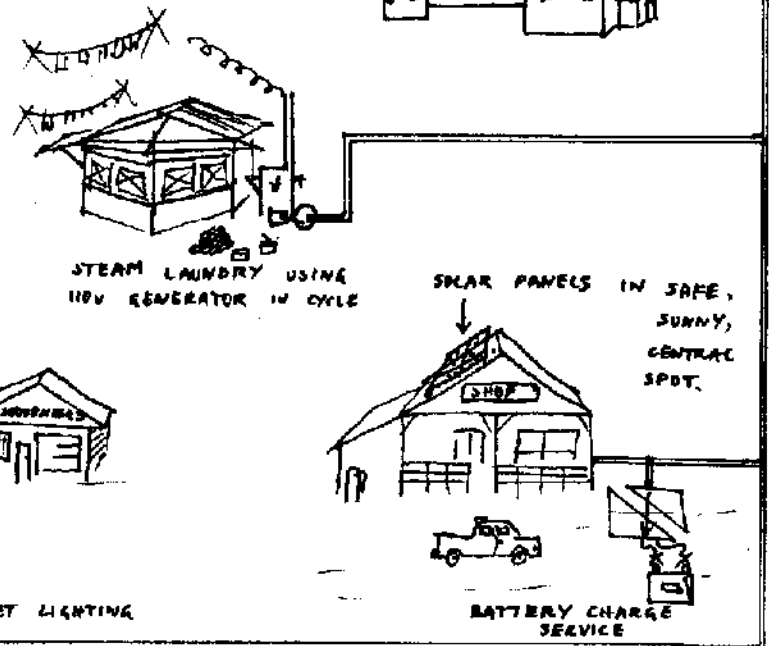 STEAM LAUNDRY USING
110V GENERATOR IN CYCLE
SOLAR PANELS IN SAFE,
SUNNY,
CENTRAL
SPOT.
SHOP
ET LIGHTING
BATTERY CHARGE
SERVICE